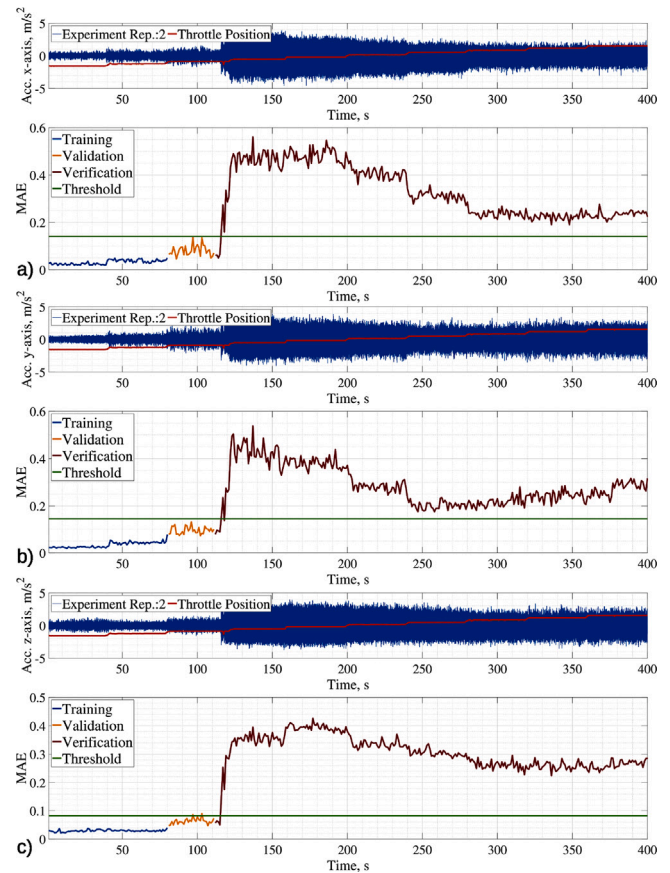 5
0
-5
Acc. x-axis, m/s2
Experiment Rep.:2 Throttle Position
50 100 150 200 250 300 350 400
Time, s
0.6
0.4
0.2
0
MAE
Training
Validation
Verification
Threshold
a)
50 100 150 200 250 300 350 400
Time, s
5
0
-5
Acc. y-axis, m/s2
Experiment Rep.:2 Throttle Position
50 100 150 200 250 300 350 400
Time, s
0.6
0.4
0.2
0
MAE
Training
Validation
Verification
Threshold
b)
50 100 150 200 250 300 350 400
Time, s
5
0
-5
Acc. z-axis, m/s2
Experiment Rep.:2 Throttle Position
50 100 150 200 250 300 350 400
Time, s
0.5
0.4
0.3
0.2
0.1
0
MAE
Training
Validation
Verification
Threshold
c)
50 100 150 200 250 300 350 400
Time, s